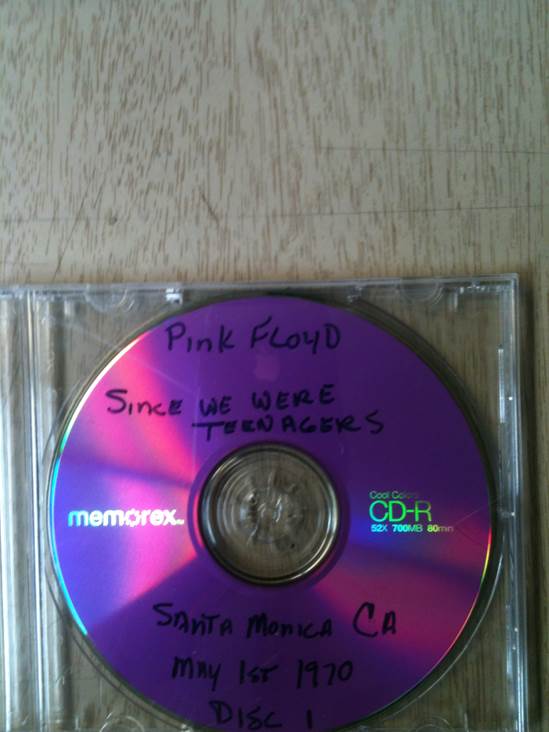 Pink FLOYD
SINCE WE WERE
TEENAGERS
memorex™
Cool Colors
CD-R
52X 700MB 80min
SANTA MONICA CA
MAY 1ST 1970
DISC 1